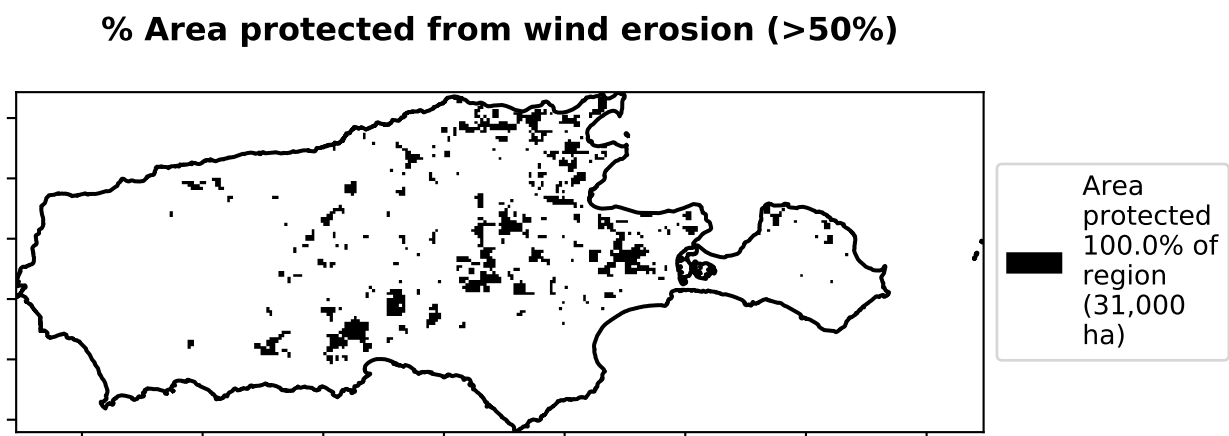 % Area protected from wind erosion (>50%)
Area
protected
100.0% of
region
(31,000
ha)